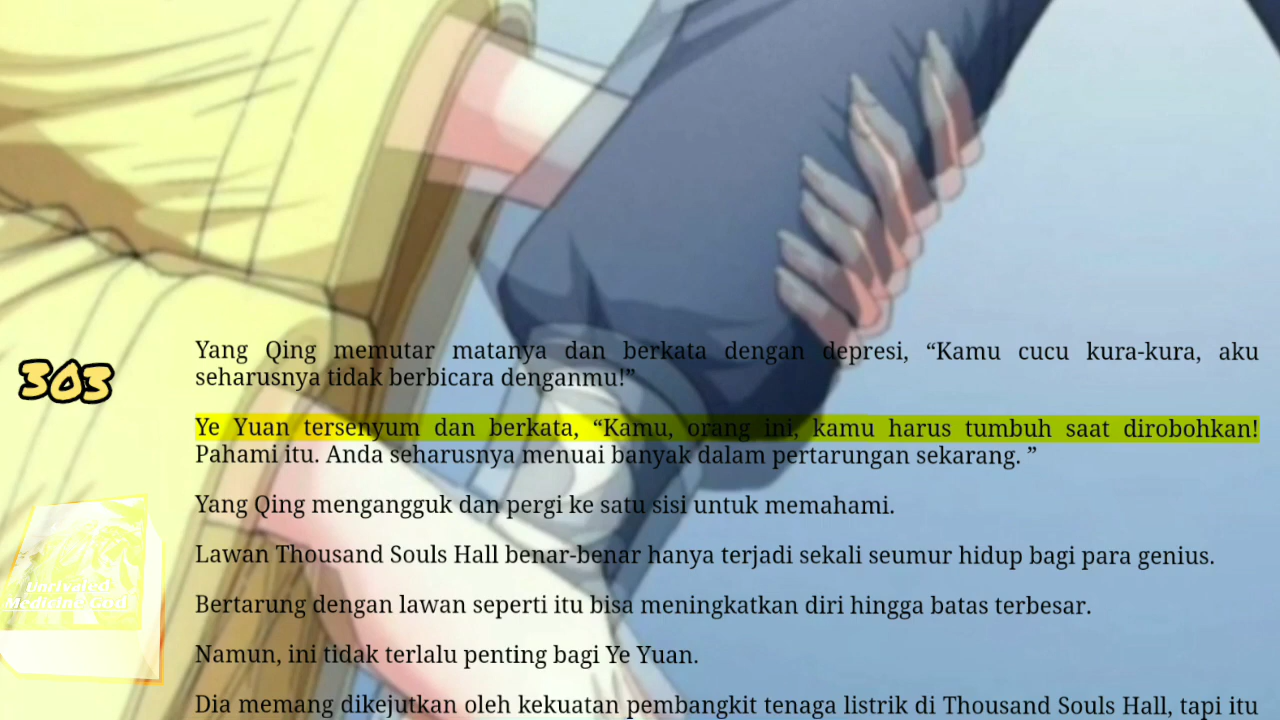 Yang Qing memutar matanya dan berkata dengan depresi, “Kamu cucu kura-kura, aku
seharusnya tidak berbicara denganmu!”
303
Ye Yuan tersenyum dan berkata, “Kamu, orang ini, kamu harus tumbuh saat dirobohkan!
Pahami itu. Anda seharusnya menuai banyak dalam pertarungan sekarang. ”
Yang Qing mengangguk dan pergi ke satu sisi untuk memahami.
Lawan Thousand Souls Hall benar-benar hanya terjadi sekali seumur hidup bagi para genius.
Unrivaled
Medicine God
Bertarung dengan lawan seperti itu bisa meningkatkan diri hingga batas terbesar.
Namun, ini tidak terlalu penting bagi Ye Yuan.
Dia memang dikejutkan oleh kekuatan pembangkit tenaga listrik di Thousand Souls Hall, tapi itu